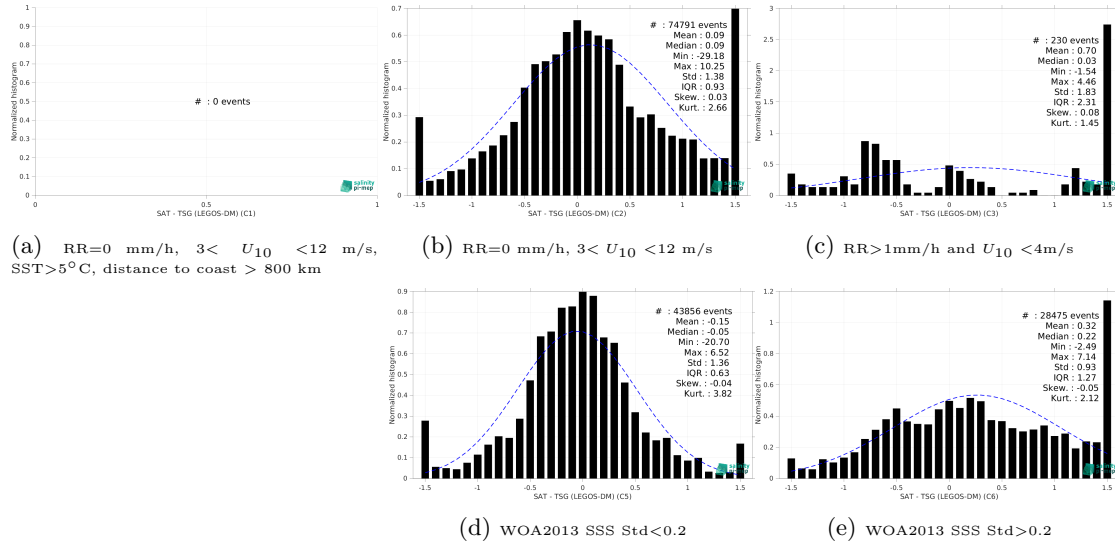 1
0.9
0.8
0.7
0.6
0.5
0.4
0.3
0.2
0.1
0
Normalized histogram
# : 0 events
0 0.5 1
SAT - TSG (LEGOS-DM) (C1)
salinity
pi-mep
(a) RR=0 mm/h, 3< U10 <12 m/s,
SST>5°C, distance to coast > 800 km
0.7
0.6
0.5
0.4
0.3
0.2
0.1
0
Normalized histogram
# : 74791 events
Mean : 0.09
Median : 0.09
Min : -29.18
Max : 10.25
Std : 1.38
IQR : 0.93
Skew. : 0.03
Kurt. : 2.66
-1.5 -1 -0.5 0 0.5 1 1.5
SAT - TSG (LEGOS-DM) (C2)
(b) RR=0 mm/h, 3< U10 <12 m/s
3
2.5
2
1.5
1
0.5
0
Normalized histogram
# : 230 events
Mean : 0.70
Median : 0.03
Min : -1.54
Max : 4.46
Std : 1.83
IQR : 2.31
Skew. : 0.08
Kurt. : 1.45
-1.5 -1 -0.5 0 0.5 1 1.5
SAT - TSG (LEGOS-DM) (C3)
(c) RR>1mm/h and U10 <4m/s
0.9
0.8
0.7
0.6
0.5
0.4
0.3
0.2
0.1
0
Normalized histogram
# : 43856 events
Mean : -0.15
Median : -0.05
Min : -20.70
Max : 6.52
Std : 1.36
IQR : 0.63
Skew. : -0.04
Kurt. : 3.82
-1.5 -1 -0.5 0 0.5 1 1.5
SAT - TSG (LEGOS-DM) (C5)
(d) WOA2013 SSS Std<0.2
1.2
1
0.8
0.6
0.4
0.2
0
Normalized histogram
# : 28475 events
Mean : 0.32
Median : 0.22
Min : -2.49
Max : 7.14
Std : 0.93
IQR : 1.27
Skew. : -0.05
Kurt. : 2.12
-1.5 -1 -0.5 0 0.5 1 1.5
SAT - TSG (LEGOS-DM) (C6)
(e) WOA2013 SSS Std>0.2